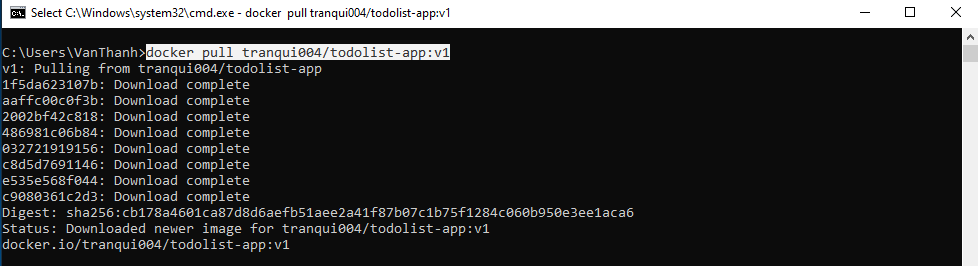 Select C:\Windows\system32\cmd.exe - docker  pull tranqui004/todolist-app:v1
C:\Users\VanThanh>docker pull tranqui004/todolist-app:v1
v1: Pulling from tranqui004/todolist-app
1f5da623107b: Download complete
aaffc00c0f3b: Download complete
2002bf42c818: Download complete
486981c06b84: Download complete
032721919156: Download complete
c8d5d7691146: Download complete
e535e568f044: Download complete
c9080361c2d3: Download complete
Digest: sha256:cb178a4601ca87d8d6aefb51aee2a41f87b07c1b75f1284c060b950e3ee1aca6
Status: Downloaded newer image for tranqui004/todolist-app:v1
docker.io/tranqui004/todolist-app:v1